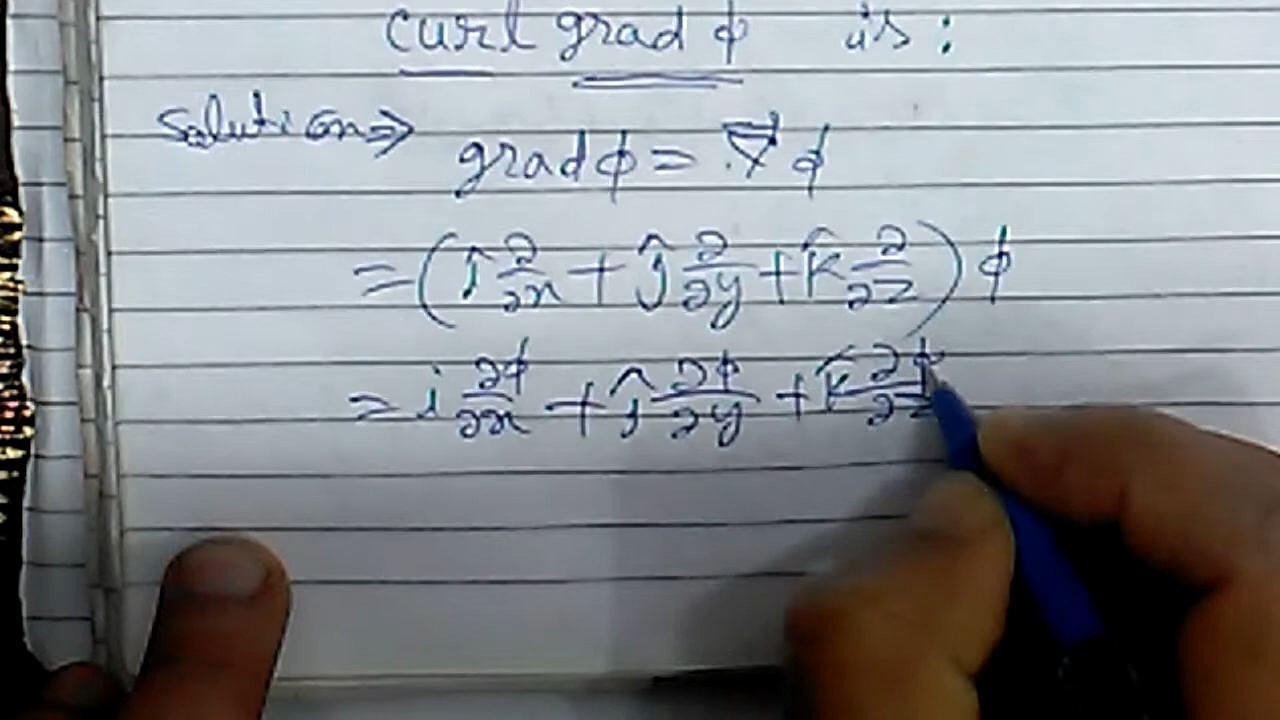 curl grad ϕ is :
Solution ⇒ grad ϕ = ∇⃗ ϕ
= ( î ∂/∂x + ĵ ∂/∂y + k̂ ∂/∂z ) ϕ
= i ∂ϕ/∂x + ĵ ∂ϕ/∂y + k̂ ∂ϕ/∂z